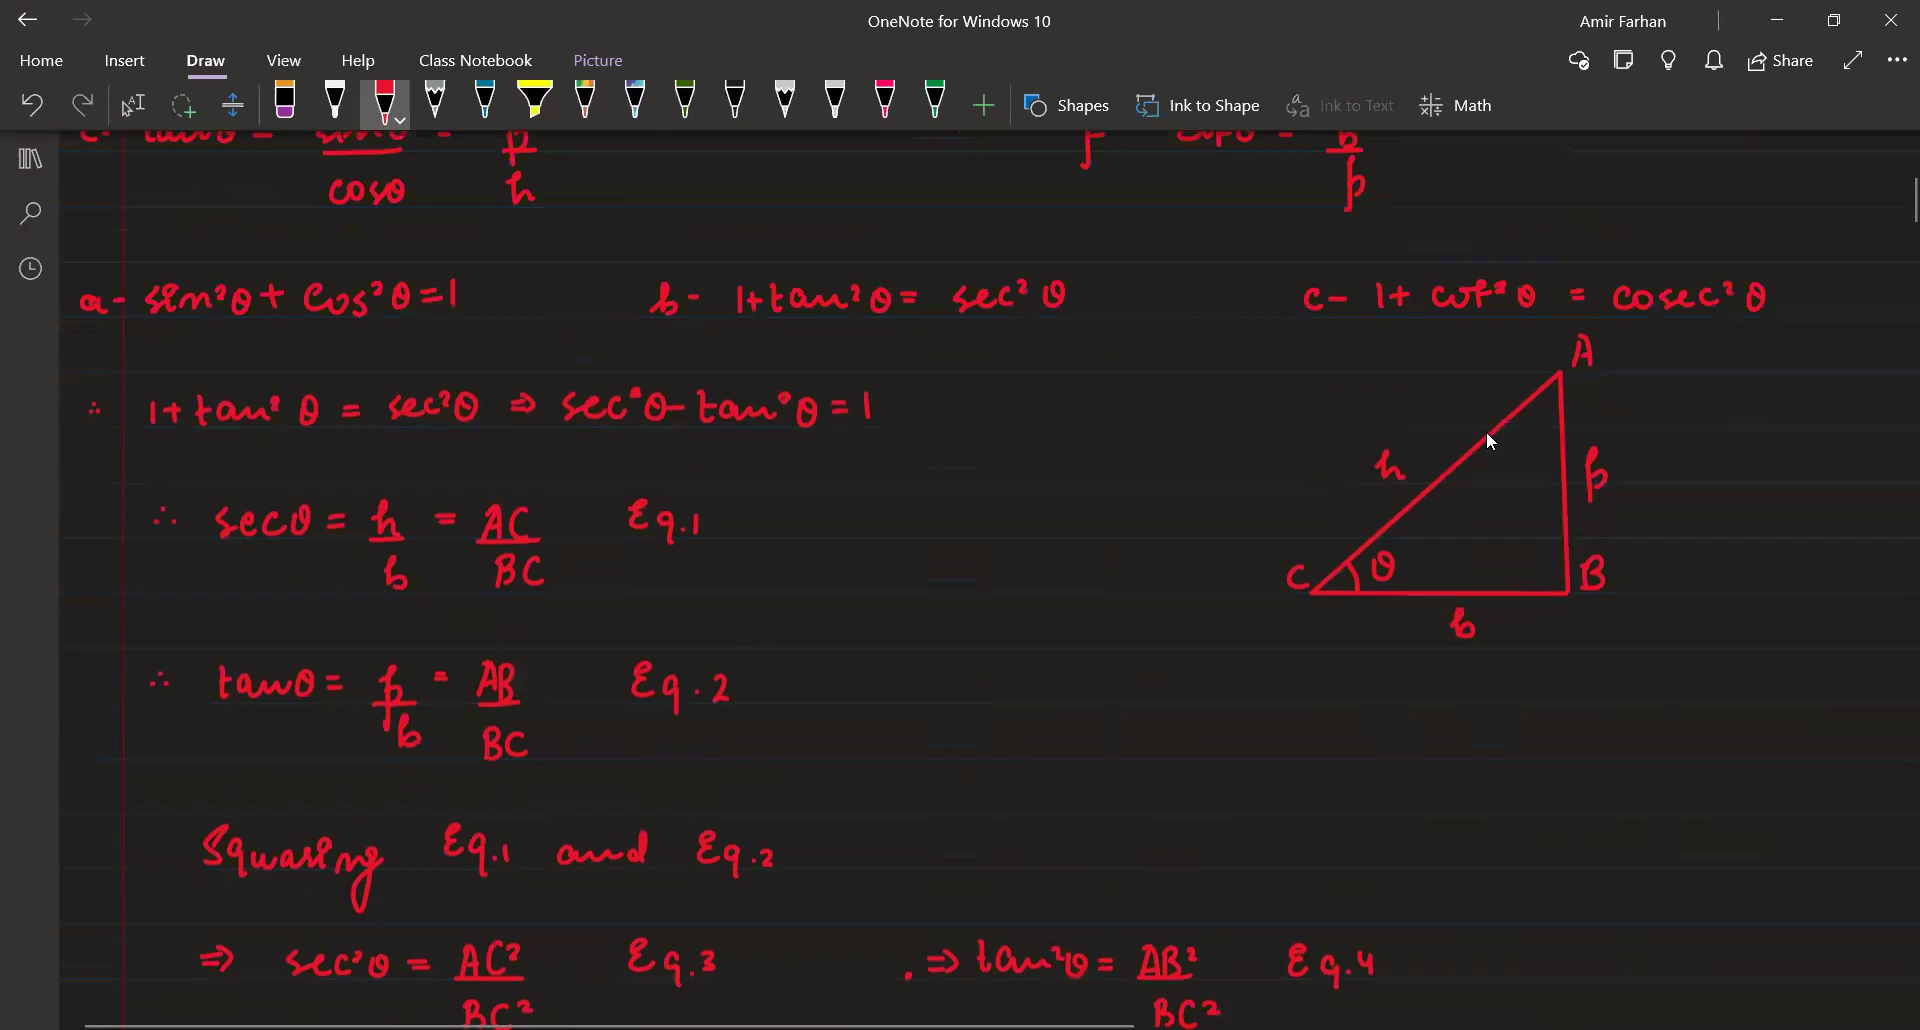 OneNote for Windows 10
Amir Farhan
Home Insert Draw View Help Class Notebook Picture
Share
Shapes Ink to Shape Ink to Text Math
tanθ = sinθ/cosθ = p/h
cotθ = b/p
a- sin²θ + cos²θ = 1
b- 1+tan²θ = sec²θ
c- 1+ cot²θ = cosec²θ
A
∴ 1+tan²θ = sec²θ ⇒ sec²θ-tan²θ = 1
h
p
∴ secθ = h/b = AC/BC Eq.1
C θ B
b
∴ tanθ = p/b = AB/BC Eq.2
Squaring Eq.1 and Eq.2
⇒ sec²θ = AC²/BC² Eq.3
⇒ tan²θ = AB²/BC² Eq.4